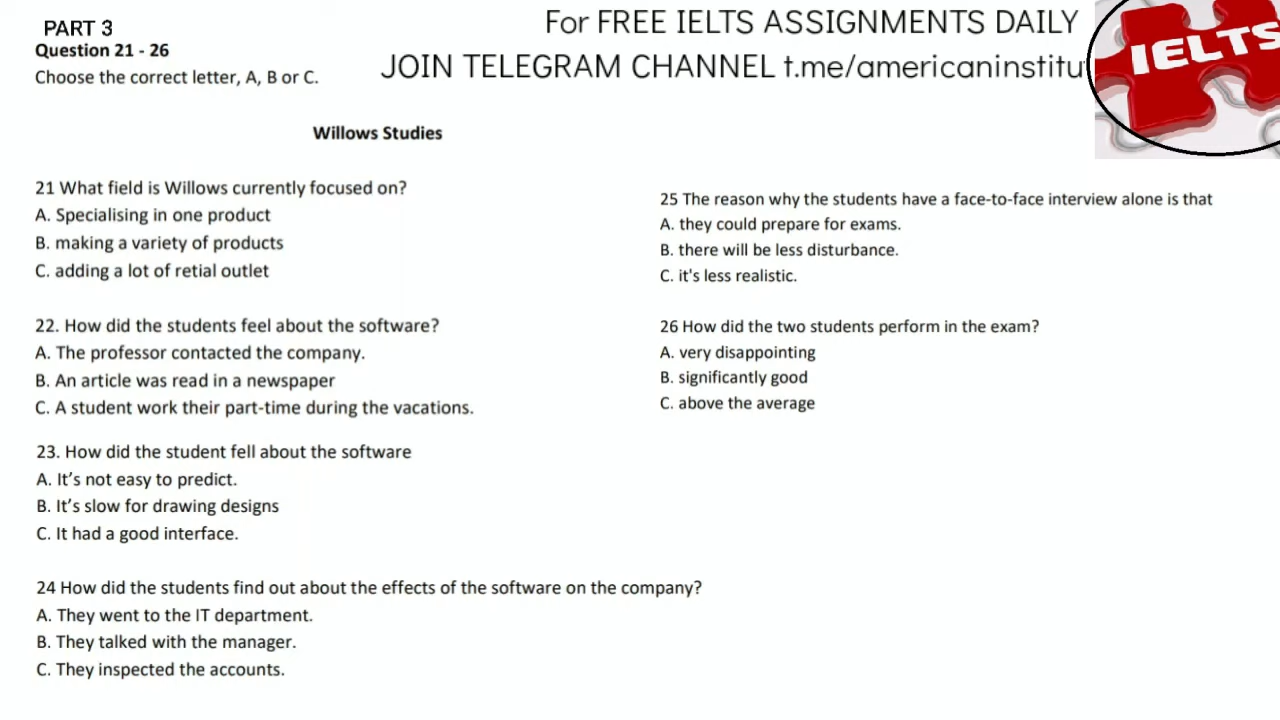 PART 3
For FREE IELTS ASSIGNMENTS DAILY
JOIN TELEGRAM CHANNEL t.me/americaninstitu
IELTS
Question 21 - 26
Choose the correct letter, A, B or C.
Willows Studies
21 What field is Willows currently focused on?
A. Specialising in one product
B. making a variety of products
C. adding a lot of retial outlet
22. How did the students feel about the software?
A. The professor contacted the company.
B. An article was read in a newspaper
C. A student work their part-time during the vacations.
23. How did the student fell about the software
A. It's not easy to predict.
B. It's slow for drawing designs
C. It had a good interface.
24 How did the students find out about the effects of the software on the company?
A. They went to the IT department.
B. They talked with the manager.
C. They inspected the accounts.
25 The reason why the students have a face-to-face interview alone is that
A. they could prepare for exams.
B. there will be less disturbance.
C. it's less realistic.
26 How did the two students perform in the exam?
A. very disappointing
B. significantly good
C. above the average